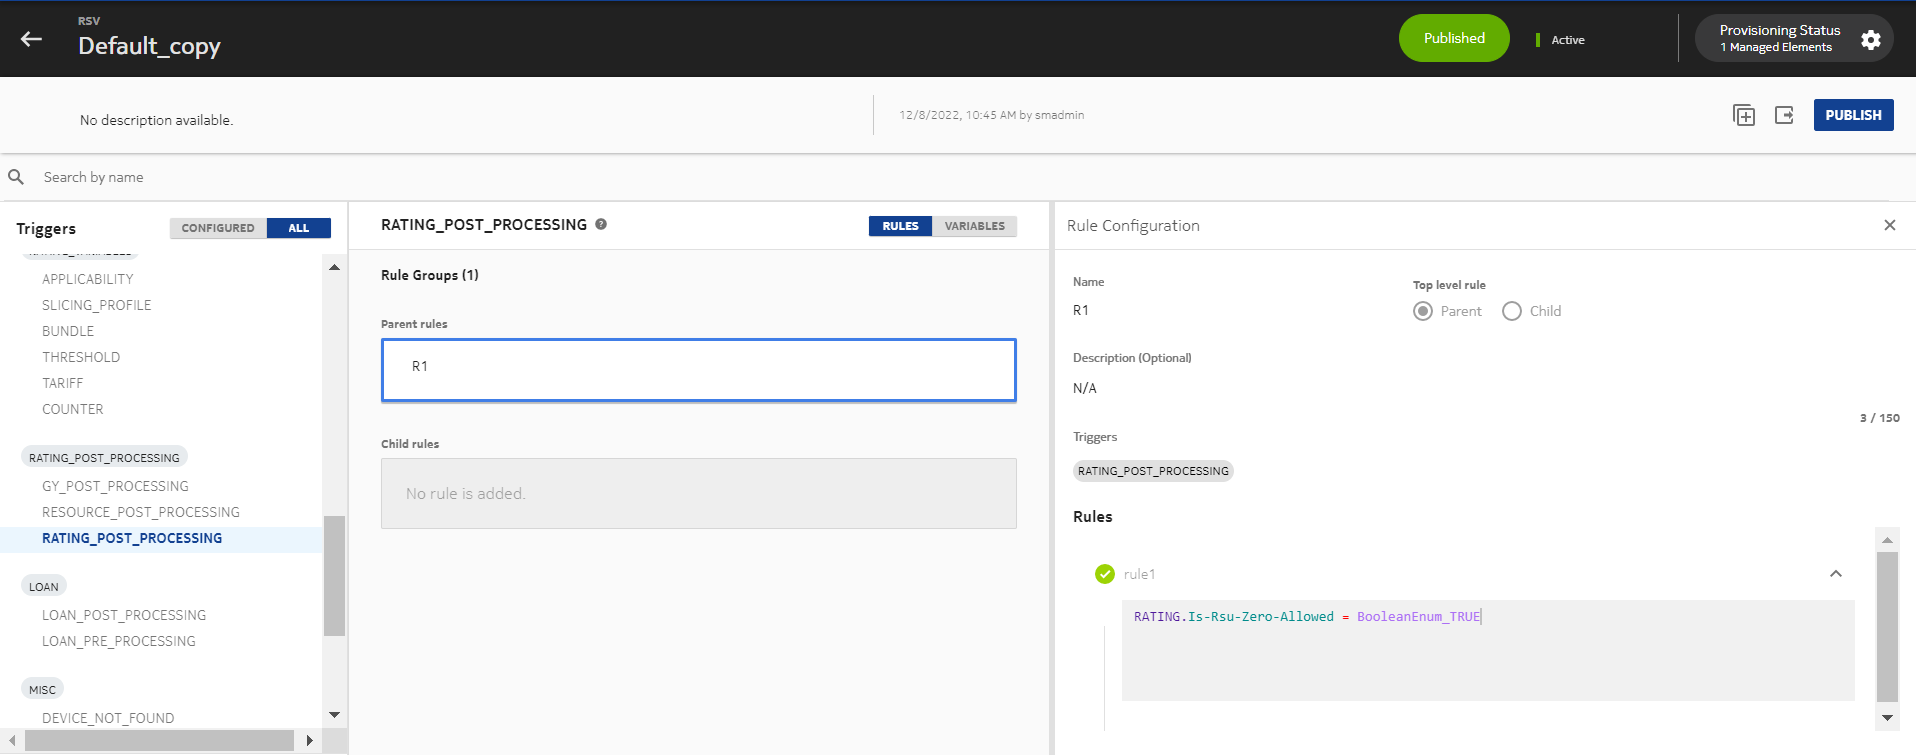 RSV
Default_copy
Published
Active
Provisioning Status
1 Managed Elements
No description available.
12/8/2022, 10:45 AM by smadmin
PUBLISH
Search by name
Triggers
CONFIGURED
ALL
APPLICABILITY
SLICING_PROFILE
BUNDLE
THRESHOLD
TARIFF
COUNTER
RATING_POST_PROCESSING
GY_POST_PROCESSING
RESOURCE_POST_PROCESSING
RATING_POST_PROCESSING
LOAN
LOAN_POST_PROCESSING
LOAN_PRE_PROCESSING
MISC
DEVICE_NOT_FOUND
RATING_POST_PROCESSING ?
RULES
VARIABLES
Rule Groups (1)
Parent rules
R1
Child rules
No rule is added.
Rule Configuration
Name
R1
Top level rule
Parent
Child
Description (Optional)
N/A
3 / 150
Triggers
RATING_POST_PROCESSING
Rules
rule1
RATING.Is-Rsu-Zero-Allowed = BooleanEnum_TRUE